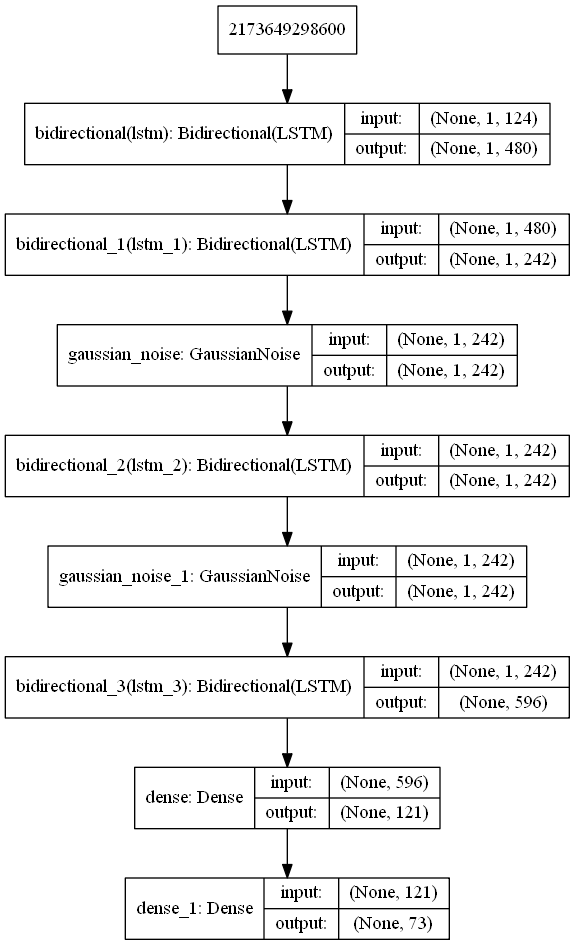 2173649298600
bidirectional(lstm): Bidirectional(LSTM)
input: (None, 1, 124)
output: (None, 1, 480)
bidirectional_1(lstm_1): Bidirectional(LSTM)
input: (None, 1, 480)
output: (None, 1, 242)
gaussian_noise: GaussianNoise
input: (None, 1, 242)
output: (None, 1, 242)
bidirectional_2(lstm_2): Bidirectional(LSTM)
input: (None, 1, 242)
output: (None, 1, 242)
gaussian_noise_1: GaussianNoise
input: (None, 1, 242)
output: (None, 1, 242)
bidirectional_3(lstm_3): Bidirectional(LSTM)
input: (None, 1, 242)
output: (None, 596)
dense: Dense
input: (None, 596)
output: (None, 121)
dense_1: Dense
input: (None, 121)
output: (None, 73)